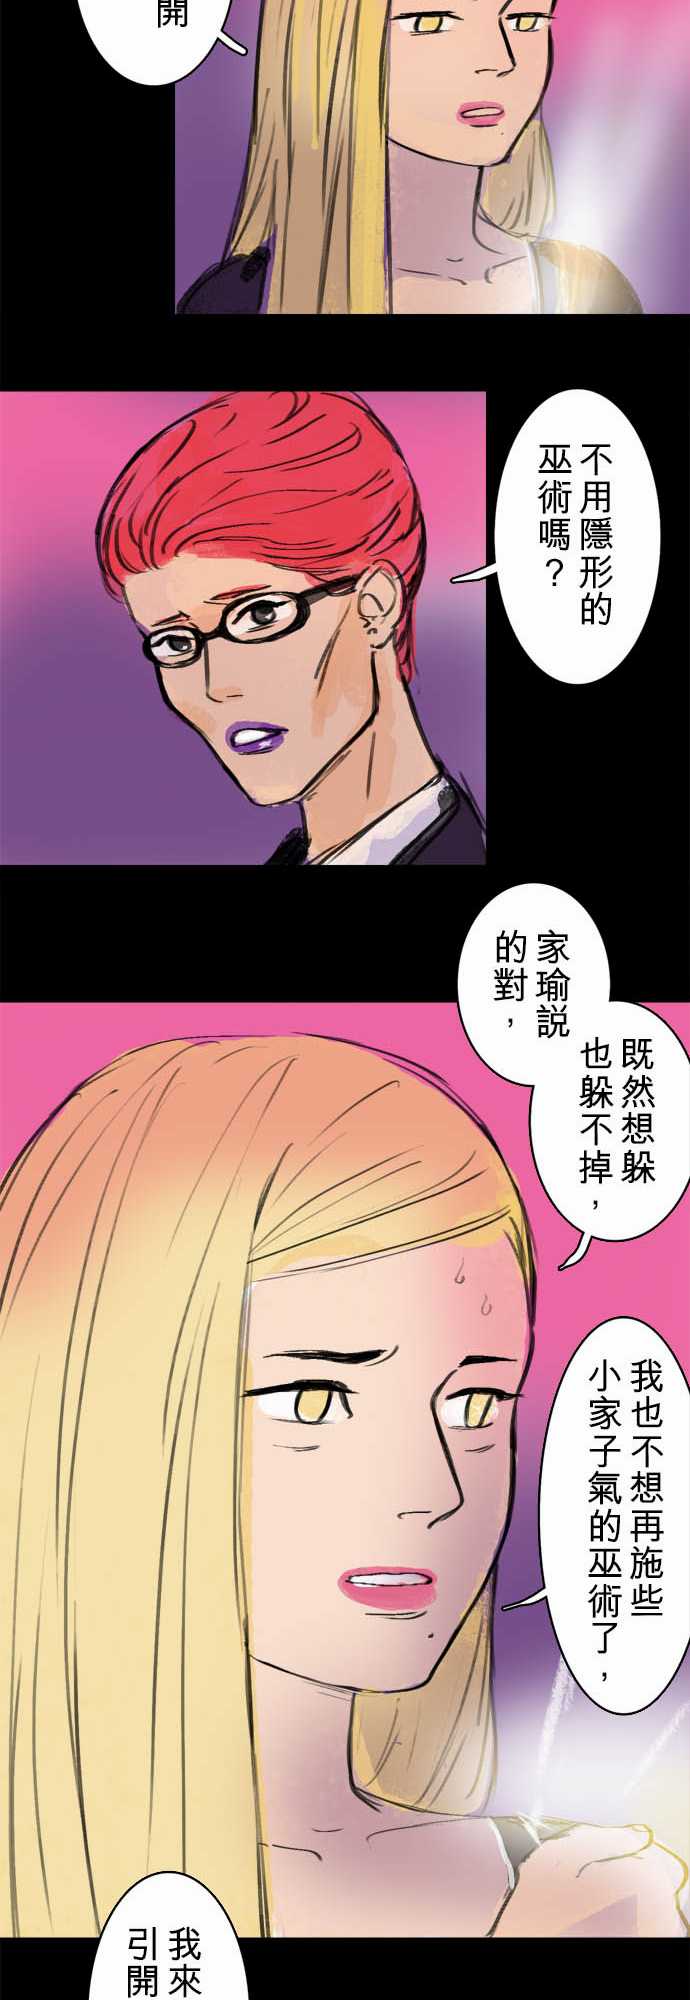 開
不用隱形的
巫術嗎？
家瑜説
的對，
既然想躲
也躲不掉，
我也不想再施些
小家子氣的巫術了，
我來
引開